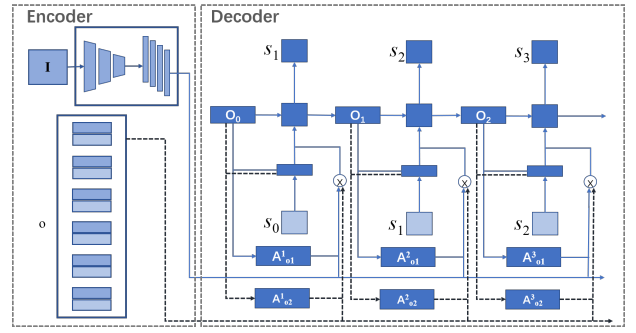 Encoder
Decoder
I
S₁ S₂ S₃
O₀ O₁ O₂
X X X
S₀ S₁ S₂
o
A¹ₒ₁ A²ₒ₁ A³ₒ₁
A¹ₒ₂ A²ₒ₂ A³ₒ₂